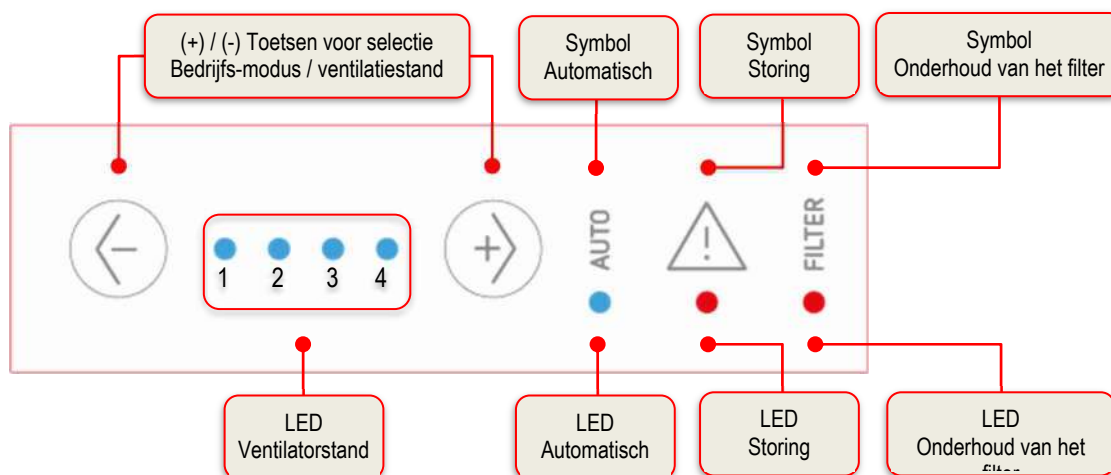 (+) / (-) Toetsen voor selectie
Bedrijfs-modus / ventilatiestand
Symbol
Automatisch
Symbol
Storing
Symbol
Onderhoud van het filter
1 2 3 4
AUTO
FILTER
LED
Ventilatorstand
LED
Automatisch
LED
Storing
LED
Onderhoud van het
filter